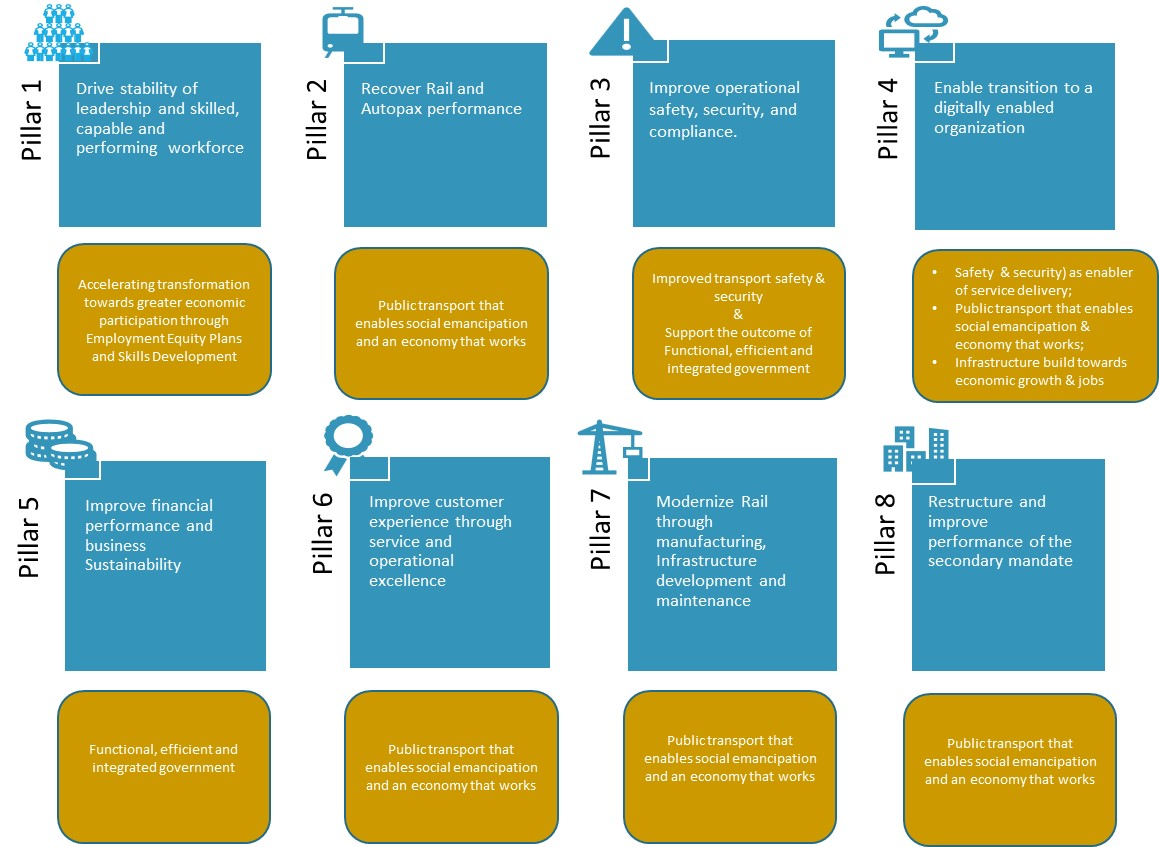 Pillar 1
Drive stability of
leadership and skilled,
capable and
performing workforce
Pillar 2
Recover Rail and
Autopax performance
Pillar 3
Improve operational
safety, security, and
compliance.
Pillar 4
Enable transition to a
digitally enabled
organization
Accelerating transformation
towards greater economic
participation through
Employment Equity Plans
and Skills Development
Public transport that
enables social emancipation
and an economy that works
Improved transport safety &
security
&
Support the outcome of
Functional, efficient and
integrated government
• Safety & security) as enabler
of service delivery;
• Public transport that enables
social emancipation &
economy that works;
• Infrastructure build towards
economic growth & jobs
Pillar 5
Improve financial
performance and
business
Sustainability
Pillar 6
Improve customer
experience through
service and
operational
excellence
Pillar 7
Modernize Rail
through
manufacturing,
Infrastructure
development and
maintenance
Pillar 8
Restructure and
improve
performance of the
secondary mandate
Functional, efficient and
integrated government
Public transport that
enables social emancipation
and an economy that works
Public transport that
enables social emancipation
and an economy that works
Public transport that
enables social emancipation
and an economy that works